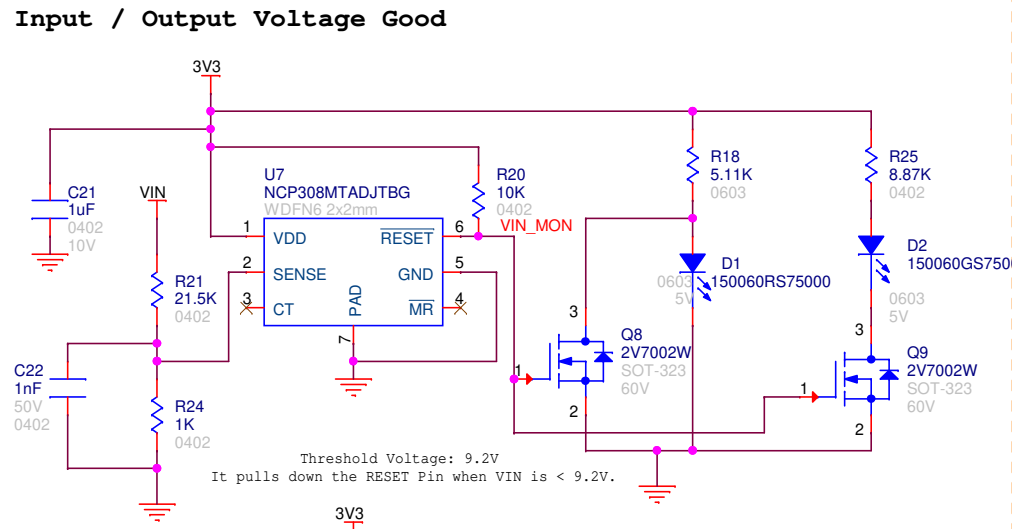 Input / Output Voltage Good
3V3
R18
5.11K
0603
R25
8.87K
0402
U7
NCP308MTADJTBG
WDFN6 2x2mm
R20
10K
0402
VIN_MON
C21
1uF
0402
10V
VIN
1
VDD
RESET
6
2
SENSE
GND
5
3
CT
MR
4
PAD
7
R21
21.5K
0402
D1
150060RS75000
0603
5V
D2
150060GS7500
0603
5V
3
Q8
2V7002W
SOT-323
60V
1
2
3
Q9
2V7002W
SOT-323
60V
1
2
C22
1nF
50V
0402
R24
1K
0402
Threshold Voltage: 9.2V
It pulls down the RESET Pin when VIN is < 9.2V.
3V3